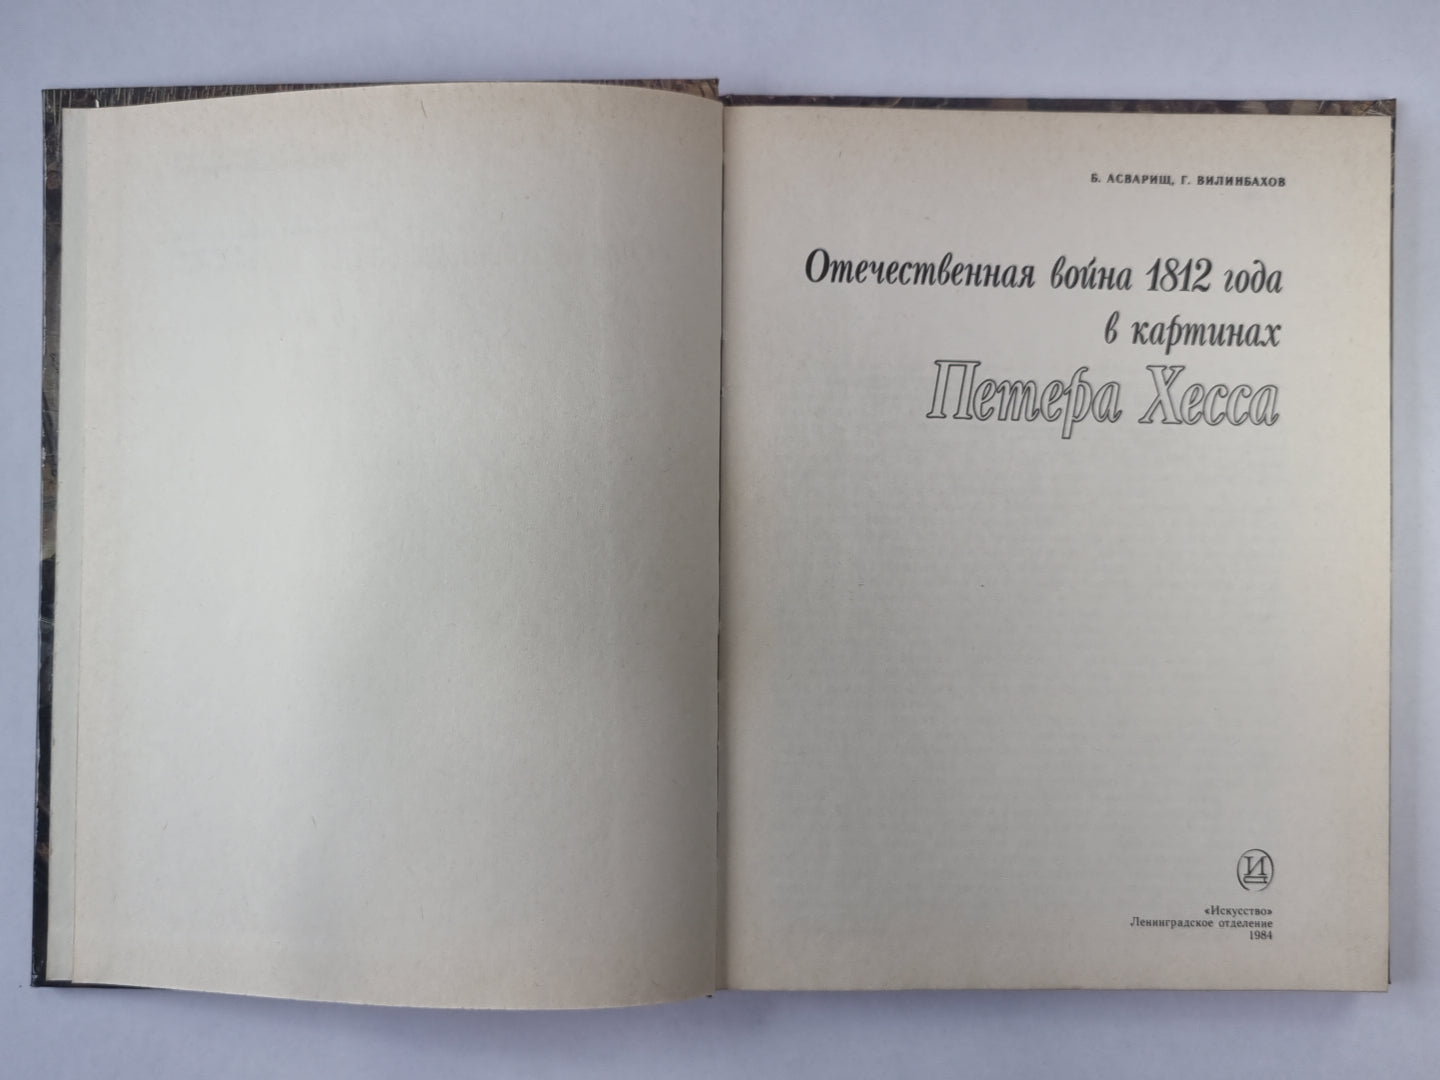 Б. АСВАРИЩ, Г. ВИЛИНБАХОВ
Отечественная война 1812 года
в картинах
Петера Хесса
И
«Искусство»
Ленинградское отделение
1984